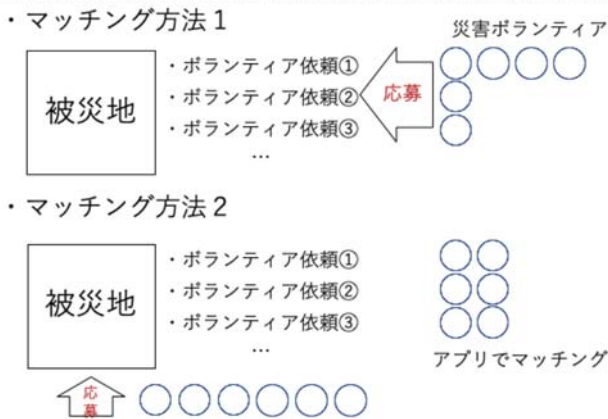 ・マッチング方法1
災害ボランティア
被災地
・ボランティア依頼①
・ボランティア依頼②
・ボランティア依頼③
…
応募
・マッチング方法2
被災地
・ボランティア依頼①
・ボランティア依頼②
・ボランティア依頼③
…
アプリでマッチング
応
募